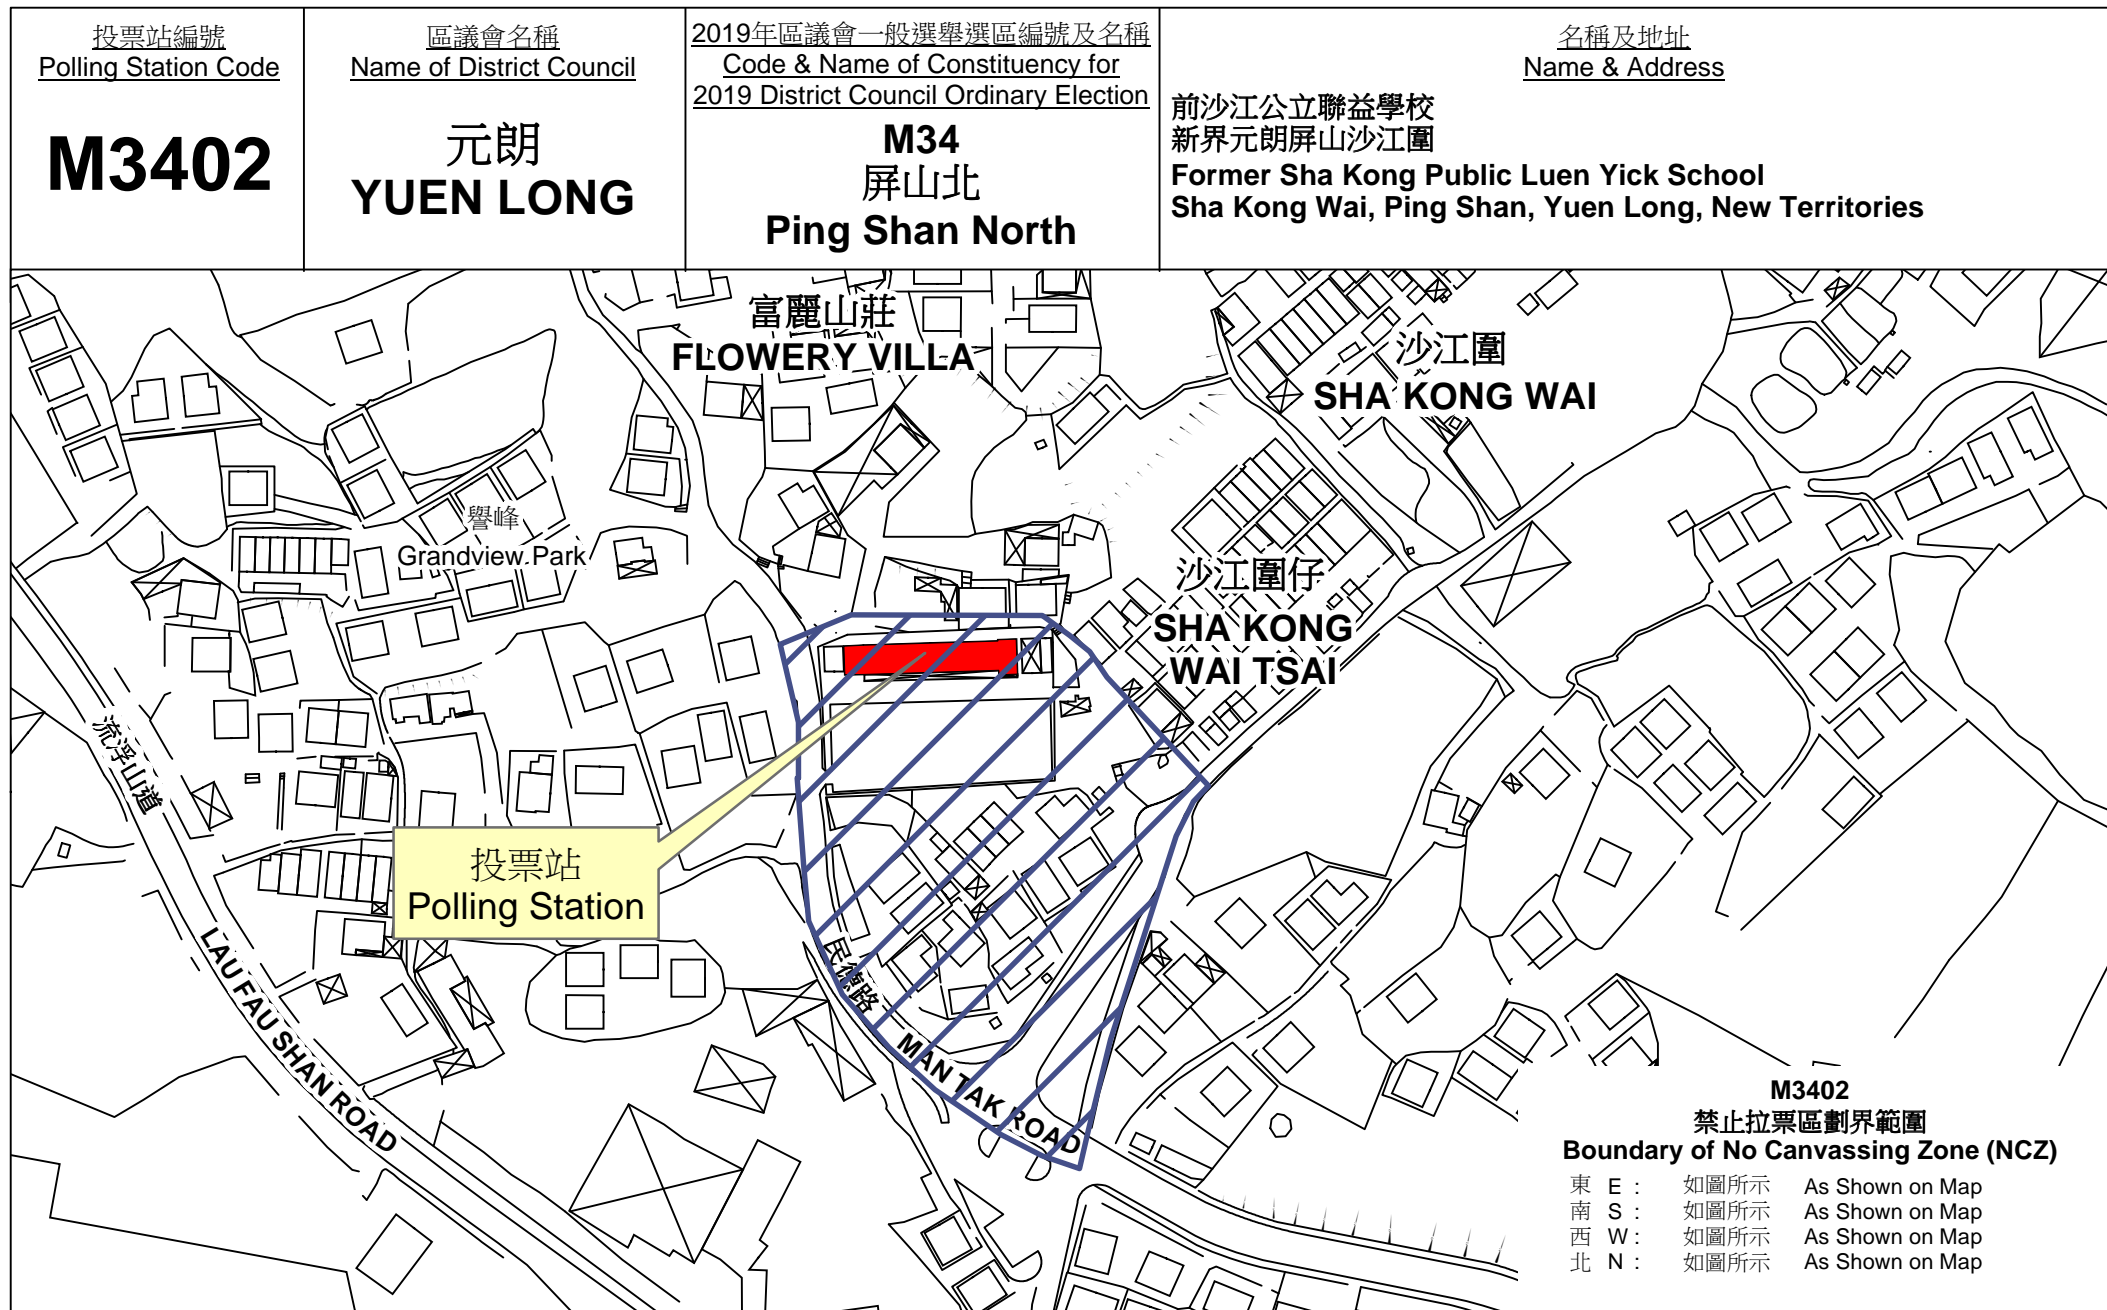 投票站編號
Polling Station Code
M3402
區議會名稱
Name of District Council
元朗
YUEN LONG
2019年區議會一般選舉選區編號及名稱
Code & Name of Constituency for
2019 District Council Ordinary Election
M34
屏山北
Ping Shan North
名稱及地址
Name & Address
前沙江公立聯益學校
新界元朗屏山沙江圍
Former Sha Kong Public Luen Yick School
Sha Kong Wai, Ping Shan, Yuen Long, New Territories
富麗山莊
FLOWERY VILLA
沙江圍
SHA KONG WAI
譽峰
Grandview Park
沙江圍仔
SHA KONG
WAI TSAI
流浮山道
LAU FAU SHAN ROAD
投票站
Polling Station
民德路
MAN TAK ROAD
M3402
禁止拉票區劃界範圍
Boundary of No Canvassing Zone (NCZ)
東 E : 如圖所示 As Shown on Map
南 S : 如圖所示 As Shown on Map
西 W : 如圖所示 As Shown on Map
北 N : 如圖所示 As Shown on Map